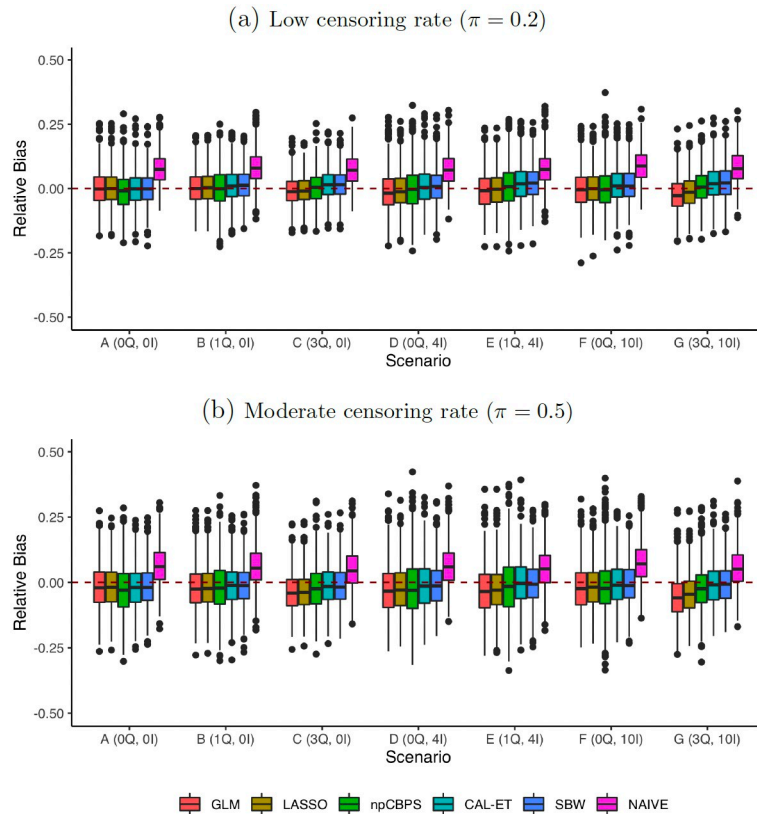 (a) Low censoring rate (π = 0.2)
0.50
0.25
0.00
-0.25
-0.50
Relative Bias
A (0Q, 0I) B (1Q, 0I) C (3Q, 0I) D (0Q, 4I) E (1Q, 4I) F (0Q, 10I) G (3Q, 10I)
Scenario
(b) Moderate censoring rate (π = 0.5)
0.50
0.25
0.00
-0.25
-0.50
Relative Bias
A (0Q, 0I) B (1Q, 0I) C (3Q, 0I) D (0Q, 4I) E (1Q, 4I) F (0Q, 10I) G (3Q, 10I)
Scenario
GLM LASSO npCBPS CAL-ET SBW NAIVE